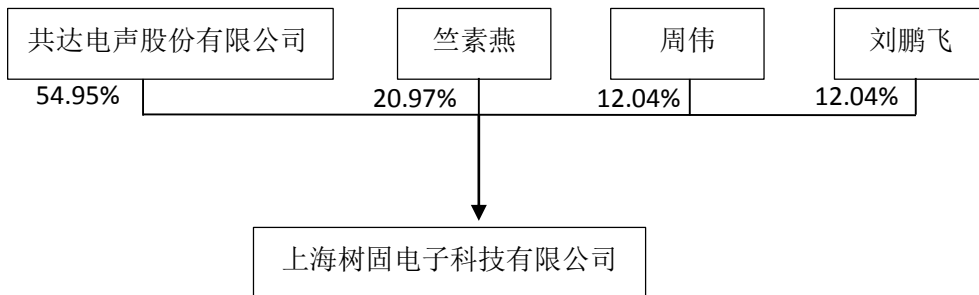 共达电声股份有限公司
竺素燕
周伟
刘鹏飞
54.95%
20.97%
12.04%
12.04%
上海树固电子科技有限公司